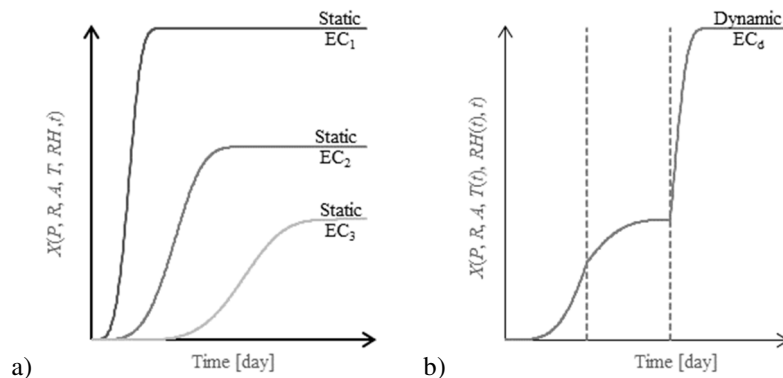 X(P, R, A, T, RH,t)
Static
EC1
Static
EC2
Static
EC3
Time [day]
a)
X(P, R, A, T(t), RH(t), t)
Dynamic
ECd
Time [day]
b)